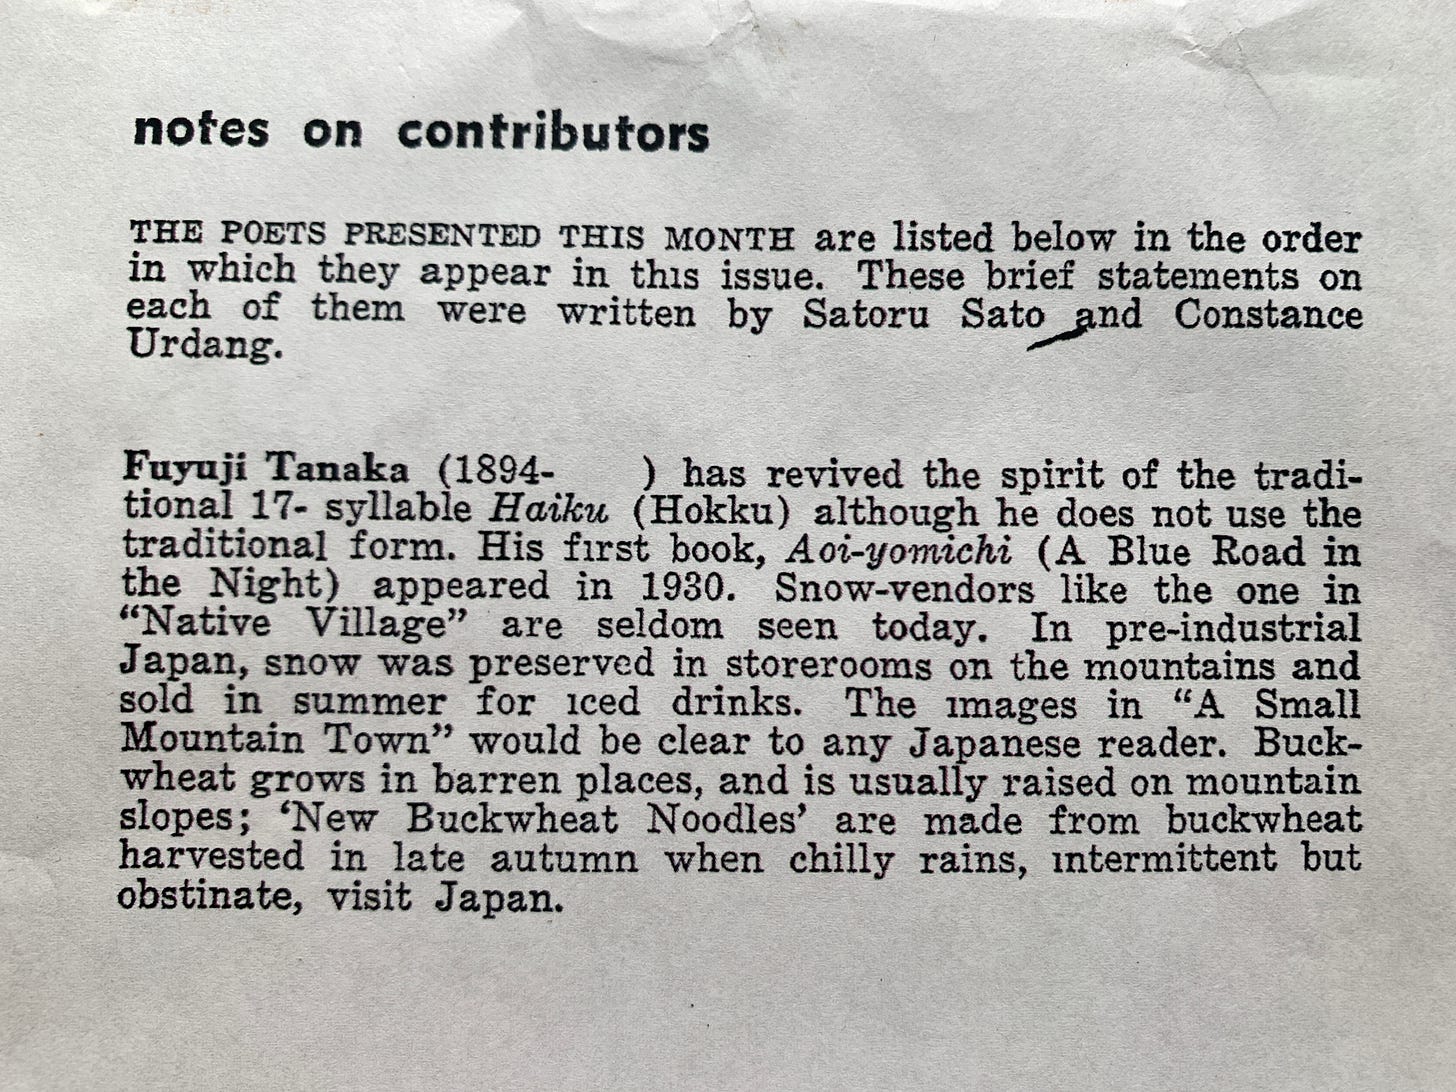 notes on contributors
THE POETS PRESENTED THIS MONTH are listed below in the order
in which they appear in this issue. These brief statements on
each of them were written by Satoru Sato and Constance
Urdang.
Fuyuji Tanaka (1894- ) has revived the spirit of the tradi-
tional 17- syllable Haiku (Hokku) although he does not use the
traditional form. His first book, Aoi-yomichi (A Blue Road in
the Night) appeared in 1930. Snow-vendors like the one in
“Native Village” are seldom seen today. In pre-industrial
Japan, snow was preserved in storerooms on the mountains and
sold in summer for iced drinks. The images in “A Small
Mountain Town” would be clear to any Japanese reader. Buck-
wheat grows in barren places, and is usually raised on mountain
slopes; ‘New Buckwheat Noodles’ are made from buckwheat
harvested in late autumn when chilly rains, intermittent but
obstinate, visit Japan.